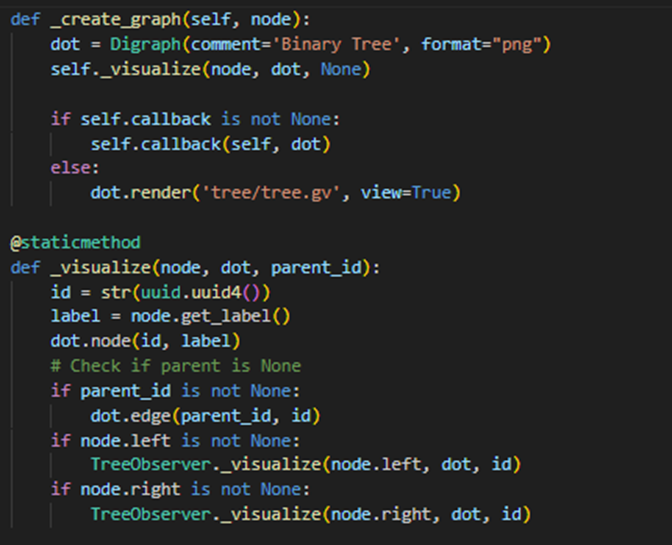 def _create_graph(self, node):
    dot = Digraph(comment='Binary Tree', format="png")
    self._visualize(node, dot, None)

    if self.callback is not None:
        self.callback(self, dot)
    else:
        dot.render('tree/tree.gv', view=True)

@staticmethod
def _visualize(node, dot, parent_id):
    id = str(uuid.uuid4())
    label = node.get_label()
    dot.node(id, label)
    # Check if parent is None
    if parent_id is not None:
        dot.edge(parent_id, id)
    if node.left is not None:
        TreeObserver._visualize(node.left, dot, id)
    if node.right is not None:
        TreeObserver._visualize(node.right, dot, id)